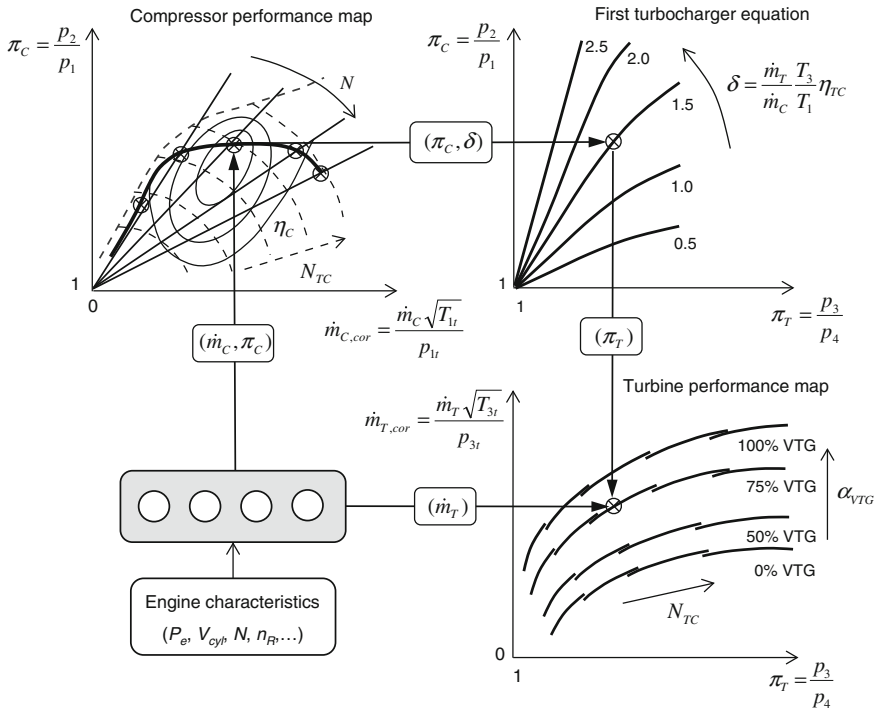 Compressor performance map
π_C = p_2/p_1
N
η_C
N_TC
1
0
ṁ_C,cor = ṁ_C √T_1t / p_1t
First turbocharger equation
π_C = p_2/p_1
2.5
2.0
1.5
1.0
0.5
δ = ṁ_T/ṁ_C T_3/T_1 η_TC
1
1
π_T = p_3/p_4
(π_C, δ)
(ṁ_C, π_C)
(π_T)
Turbine performance map
ṁ_T,cor = ṁ_T √T_3t / p_3t
100% VTG
75% VTG
50% VTG
0% VTG
α_VTG
N_TC
0
1
π_T = p_3/p_4
(ṁ_T)
Engine characteristics
(P_e, V_cyl, N, n_R,...)